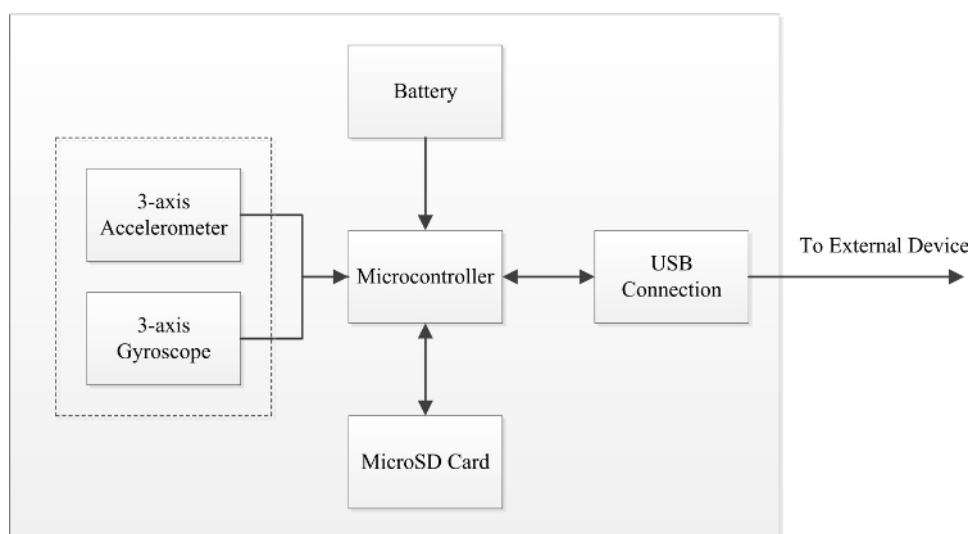 Battery
3-axis
Accelerometer
3-axis
Gyroscope
Microcontroller
USB
Connection
To External Device
MicroSD Card